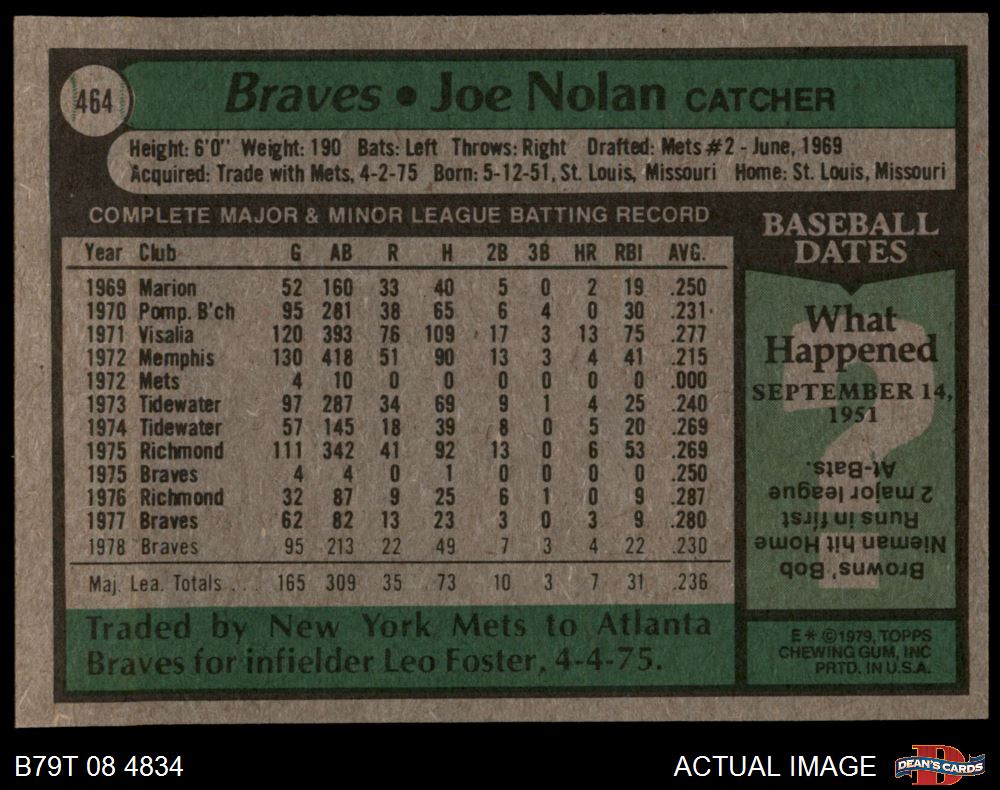 464
Braves • Joe Nolan CATCHER
Height: 6'0" Weight: 190 Bats: Left Throws: Right Drafted: Mets #2 - June, 1969
Acquired: Trade with Mets, 4-2-75 Born: 5-12-51, St. Louis, Missouri Home: St. Louis, Missouri
COMPLETE MAJOR & MINOR LEAGUE BATTING RECORD
Year Club G AB R H 2B 3B HR RBI AVG.
1969 Marion 52 160 33 40 5 0 2 19 .250
1970 Pomp. B'ch 95 281 38 65 6 4 0 30 .231
1971 Visalia 120 393 76 109 17 3 13 75 .277
1972 Memphis 130 418 51 90 13 3 4 41 .215
1972 Mets 4 10 0 0 0 0 0 0 .000
1973 Tidewater 97 287 34 69 9 1 4 25 .240
1974 Tidewater 57 145 18 39 8 0 5 20 .269
1975 Richmond 111 342 41 92 13 0 6 53 .269
1975 Braves 4 4 0 1 0 0 0 0 .250
1976 Richmond 32 87 9 25 6 1 0 9 .287
1977 Braves 62 82 13 23 3 0 3 9 .280
1978 Braves 95 213 22 49 7 3 4 22 .230
Maj. Lea. Totals . . . 165 309 35 73 10 3 7 31 .236
Traded by New York Mets to Atlanta
Braves for infielder Leo Foster, 4-4-75.
BASEBALL
DATES
What
Happened
SEPTEMBER 14,
1951
Browns' Bob
Nieman hit Home
Runs in first
2 major league
At-Bats.
E * ©1979, TOPPS
CHEWING GUM, INC
PRTD. IN U.S.A.
B79T 08 4834
ACTUAL IMAGE
D
DEAN'S CARDS